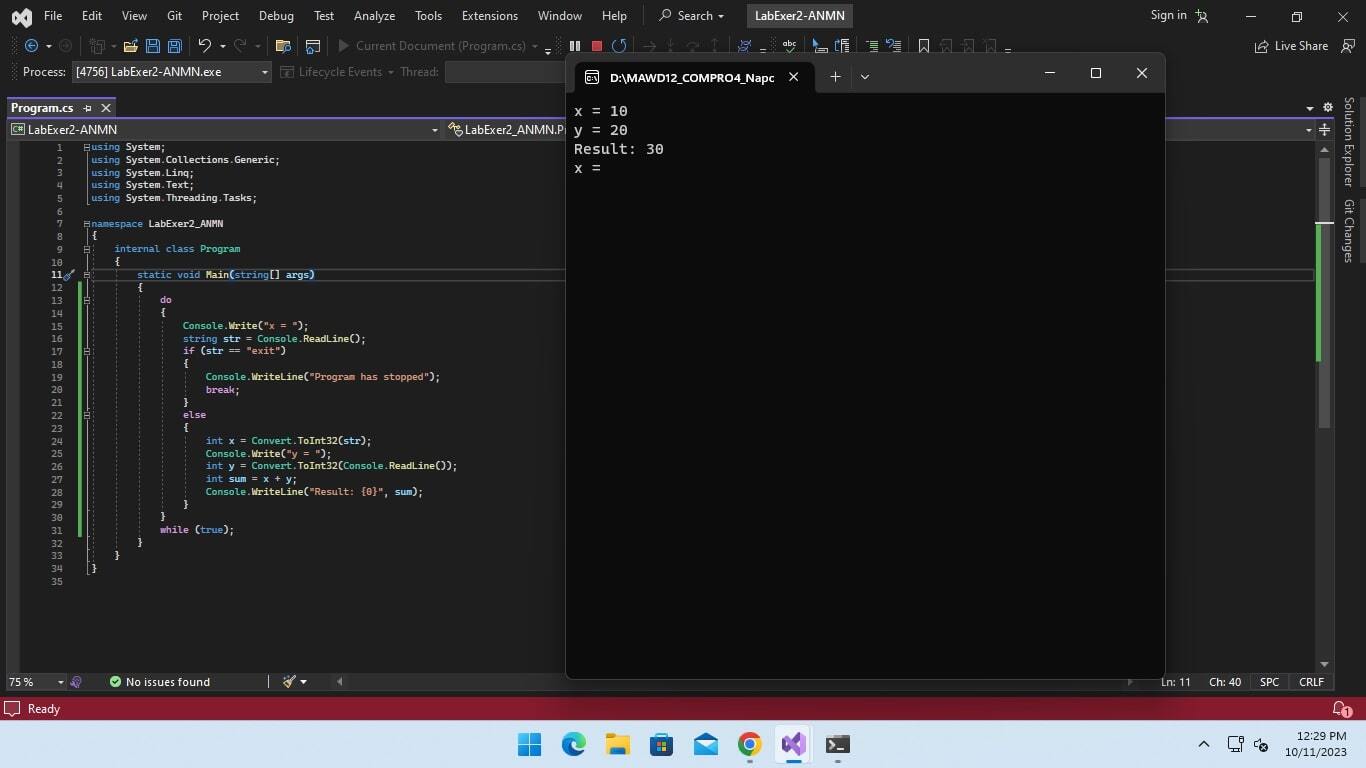 File Edit View Git Project Debug Test Analyze Tools Extensions Window Help Search LabExer2-ANMN Sign in
Current Document (Program.cs) Live Share
Process: [4756] LabExer2-ANMN.exe Lifecycle Events Thread:
Program.cs
LabExer2-ANMN LabExer2_ANMN.P
1 using System;
2 using System.Collections.Generic;
3 using System.Linq;
4 using System.Text;
5 using System.Threading.Tasks;
6
7 namespace LabExer2_ANMN
8 {
9 internal class Program
10 {
11 static void Main(string[] args)
12 {
13 do
14 {
15 Console.Write("x = ");
16 string str = Console.ReadLine();
17 if (str == "exit")
18 {
19 Console.WriteLine("Program has stopped");
20 break;
21 }
22 else
23 {
24 int x = Convert.ToInt32(str);
25 Console.Write("y = ");
26 int y = Convert.ToInt32(Console.ReadLine());
27 int sum = x + y;
28 Console.WriteLine("Result: {0}", sum);
29 }
30 }
31 while (true);
32 }
33 }
34 }
35
D:\MAWD12_COMPRO4_Napc
x = 10
y = 20
Result: 30
x =
Solution Explorer
Git Changes
75 % No issues found Ln: 11 Ch: 40 SPC CRLF
Ready 1
12:29 PM
10/11/2023